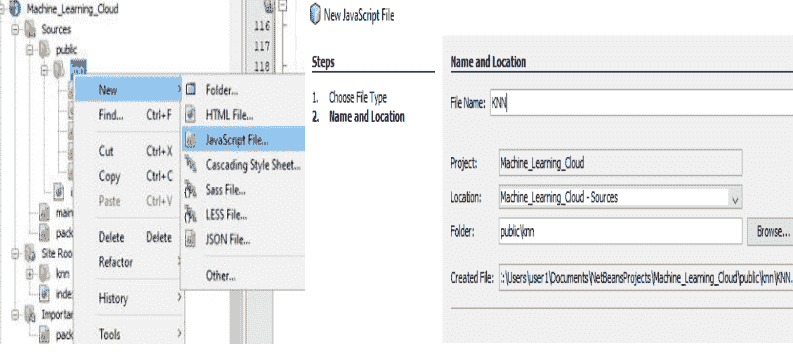 Machine_Learning_Cloud
Sources
public
knn
main
pack
Site Roo
knn
index
Importan
pack
116
117
118
New
Find... Ctrl+F
Cut Ctrl+X
Copy Ctrl+C
Paste Ctrl+V
Delete Delete
Refactor
History
Tools
Folder...
HTML File...
JavaScript File...
Cascading Style Sheet...
Sass File...
LESS File...
JSON File...
Other...
New JavaScript File
Steps
1. Choose File Type
2. Name and Location
Name and Location
File Name: KNN
Project: Machine_Learning_Cloud
Location: Machine_Learning_Cloud - Sources
Folder: public\knn Browse...
Created File: :\Users\user1\Documents\NetBeansProjects\Machine_Learning_Cloud\public\knn\KNN.